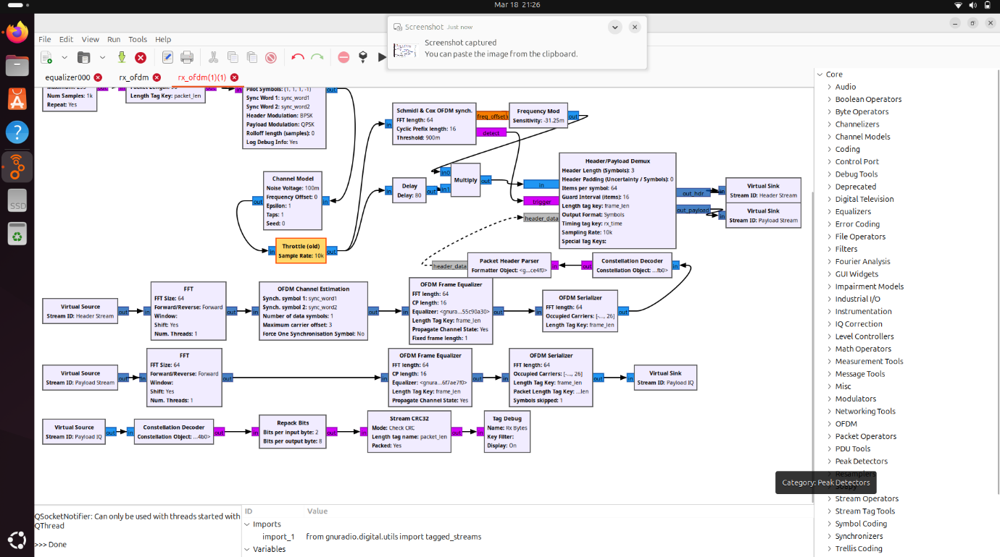 Mar 18 21:26
Screenshot Just now
Screenshot captured
You can paste the image from the clipboard.
File Edit View Run Tools Help
equalizer000 rx_ofdm rx_ofdm(1)(1)
Num Samples: 1k
Repeat: Yes
Length Tag Key: packet_len
Pilot Symbols: (1, 1, 1, -1)
Sync Word 1: sync_word1
Sync Word 2: sync_word2
Header Modulation: BPSK
Payload Modulation: QPSK
Rolloff length (samples): 0
Log Debug Info: Yes
out
Schmidl & Cox OFDM synch.
FFT length: 64
Cyclic Prefix length: 16
Threshold: 900m
in
detect
Frequency Mod
Sensitivity: -31.25m
out
Channel Model
Noise Voltage: 100m
Frequency Offset: 0
Epsilon: 1
Taps: 1
Seed: 0
out
in
Delay
Delay: 80
in
out
Multiply
in0
in1
out
Header/Payload Demux
Header Length (Symbols): 3
Header Padding (Uncertainty / Symbols): 0
Items per symbol: 64
Guard Interval (items): 16
Length tag key: frame_len
Output Format: Symbols
Timing tag key: rx_time
Sampling Rate: 10k
Special Tag Keys:
in
trigger
header_data
out_hdr
out_payload
Virtual Sink
Stream ID: Header Stream
in
Virtual Sink
Stream ID: Payload Stream
in
Throttle (old)
Sample Rate: 10k
in
out
header_data
Packet Header Parser
Formatter Object: <g...ce4f0>
in
out
Constellation Decoder
Constellation Object: ...fb0>
in
Virtual Source
Stream ID: Header Stream
out
in
FFT
FFT Size: 64
Forward/Reverse: Forward
Window:
Shift: Yes
Num. Threads: 1
out
in
OFDM Channel Estimation
Synch. symbol 1: sync_word1
Synch. symbol 2: sync_word2
Number of data symbols: 1
Maximum carrier offset: 3
Force One Synchronisation Symbol: No
out
in
OFDM Frame Equalizer
FFT length: 64
CP length: 16
Equalizer: <gnura...55c90a30>
Length Tag Key: frame_len
Propagate Channel State: Yes
Fixed frame length: 1
out
in
OFDM Serializer
FFT length: 64
Occupied Carriers: [-..., 26]
Length Tag Key: frame_len
out
Virtual Source
Stream ID: Payload Stream
out
in
FFT
FFT Size: 64
Forward/Reverse: Forward
Window:
Shift: Yes
Num. Threads: 1
out
in
OFDM Frame Equalizer
FFT length: 64
CP length: 16
Equalizer: <gnura...6f7ae7f0>
Length Tag Key: frame_len
Propagate Channel State: Yes
out
in
OFDM Serializer
FFT length: 64
Occupied Carriers: [-..., 26]
Length Tag Key: frame_len
Packet Length Tag Key: ...len
Symbols skipped: 1
out
in
Virtual Sink
Stream ID: Payload IQ
Virtual Source
Stream ID: Payload IQ
out
in
Constellation Decoder
Constellation Object: ...4b0>
out
in
Repack Bits
Bits per input byte: 2
Bits per output byte: 8
out
in
Stream CRC32
Mode: Check CRC
Length tag name: packet_len
Packed: Yes
out
in
Tag Debug
Name: Rx Bytes
Key Filter:
Display: On
Core
Audio
Boolean Operators
Byte Operators
Channelizers
Channel Models
Coding
Control Port
Debug Tools
Deprecated
Digital Television
Equalizers
Error Coding
File Operators
Filters
Fourier Analysis
GUI Widgets
Impairment Models
Industrial I/O
Instrumentation
IQ Correction
Level Controllers
Math Operators
Measurement Tools
Message Tools
Misc
Modulators
Networking Tools
OFDM
Packet Operators
PDU Tools
Peak Detectors
Resamplers
Category: Peak Detectors
Stream Operators
Stream Tag Tools
Symbol Coding
Synchronizers
Trellis Coding
QSocketNotifier: Can only be used with threads started with
QThread
>>> Done
ID Value
Imports
import_1 from gnuradio.digital.utils import tagged_streams
Variables
SSD